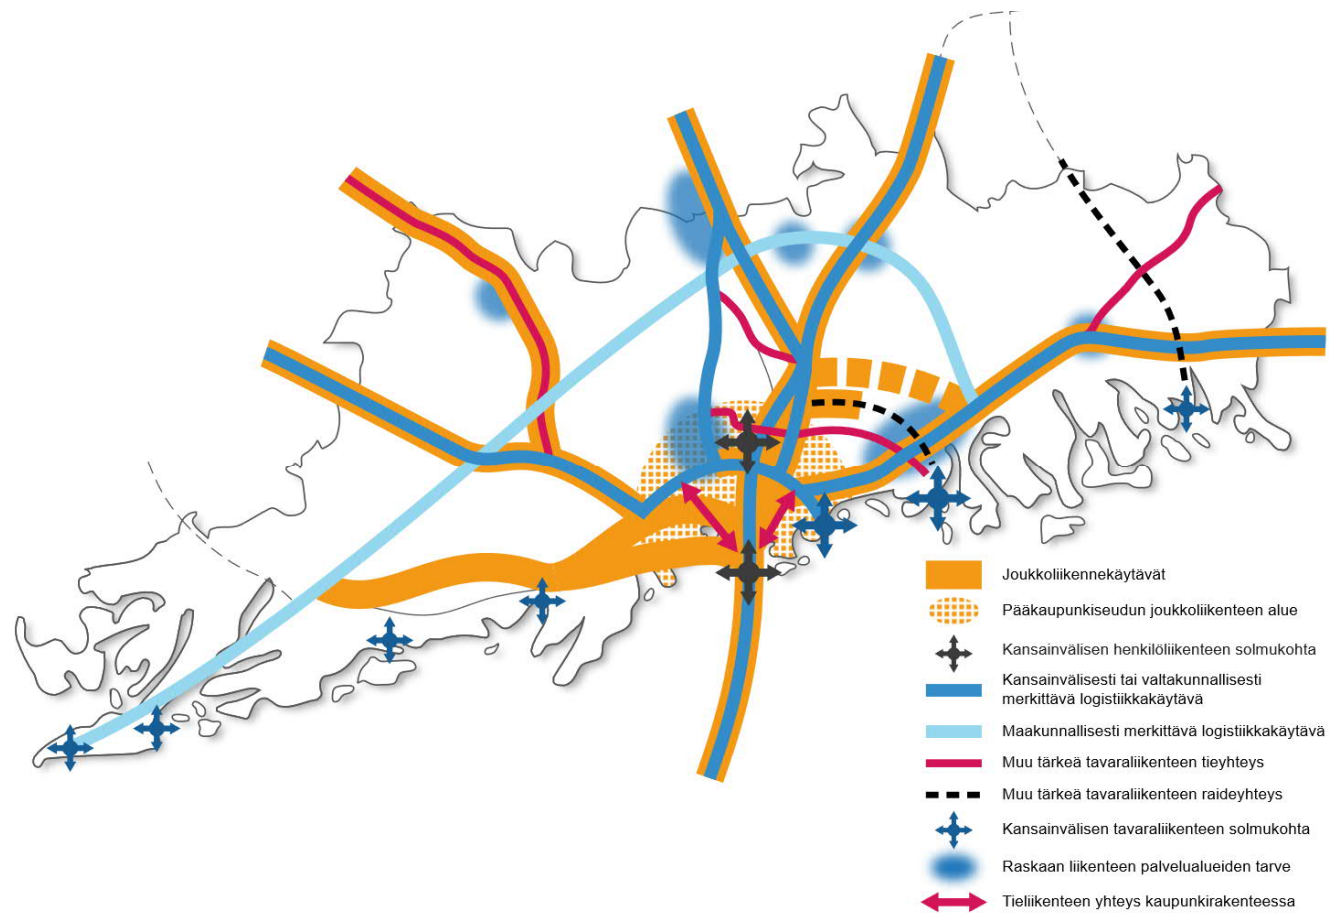 Joukkoliikennekäytävät
Pääkaupunkiseudun joukkoliikenteen alue
Kansainvälisen henkilöliikenteen solmukohta
Kansainvälisesti tai valtakunnallisesti
merkittävä logistiikkakäytävä
Maakunnallisesti merkittävä logistiikkakäytävä
Muu tärkeä tavaraliikenteen tieyhteys
Muu tärkeä tavaraliikenteen raideyhteys
Kansainvälisen tavaraliikenteen solmukohta
Raskaan liikenteen palvelualueiden tarve
Tieliikenteen yhteys kaupunkirakenteessa